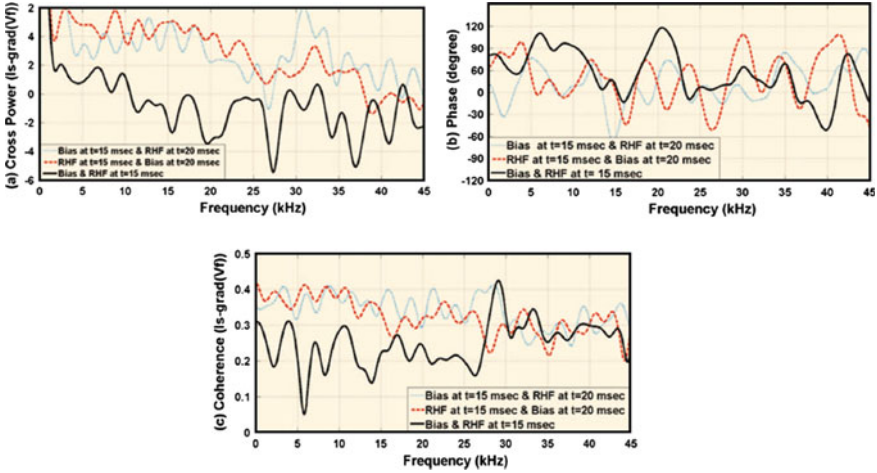 (a) Cross Power (Is-grad(Vf))
2
4
2
0
-2
-4
6
Bias at t=15 msec & RHF at t=20 msec
RHF at t=15 msec & Bias at t=20 msec
Bias & RHF at t=15 msec
0 5 10 15 20 25 30 35 40 45
Frequency (kHz)
(b) Phase (degree)
120
90
60
30
0
-30
-60
-90
-120
Bias at t=15 msec & RHF at t=20 msec
RHF at t=15 msec & Bias at t=20 msec
Bias & RHF at t= 15 msec
0 5 10 15 20 25 30 35 40 45
Frequency (kHz)
(c) Coherence (Is-grad(Vf))
0.5
0.4
0.3
0.2
0.1
0
Bias at t=15 msec & RHF at t=20 msec
RHF at t=15 msec & Bias at t=20 msec
Bias & RHF at t=15 msec
0 5 10 15 20 25 30 35 40 45
Frequency (kHz)